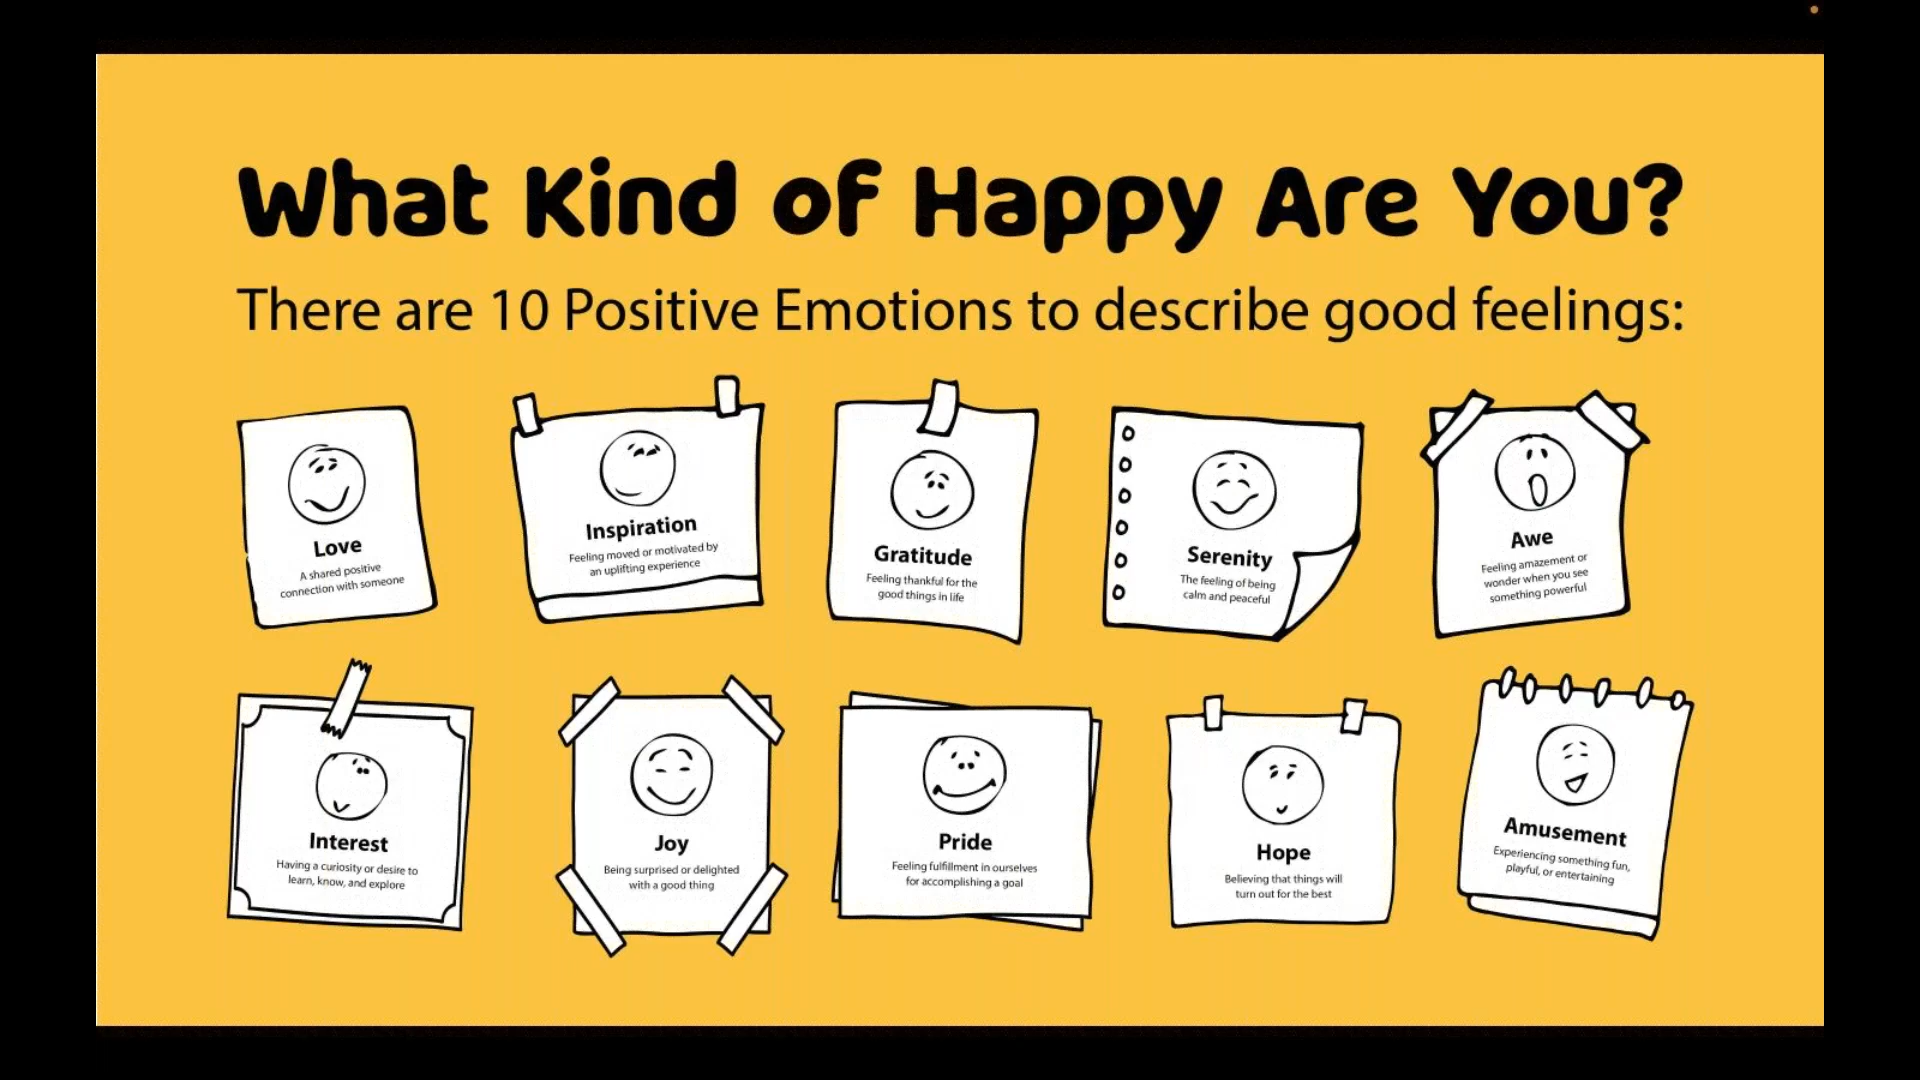 What Kind of Happy Are You?
There are 10 Positive Emotions to describe good feelings:
Love
A shared positive
connection with someone
Inspiration
Feeling moved or motivated by
an uplifting experience
Gratitude
Feeling thankful for the
good things in life
Serenity
The feeling of being
calm and peaceful
Awe
Feeling amazement or
wonder when you see
something powerful
Interest
Having a curiosity or desire to
learn, know, and explore
Joy
Being surprised or delighted
with a good thing
Pride
Feeling fulfillment in ourselves
for accomplishing a goal
Hope
Believing that things will
turn out for the best
Amusement
Experiencing something fun,
playful, or entertaining